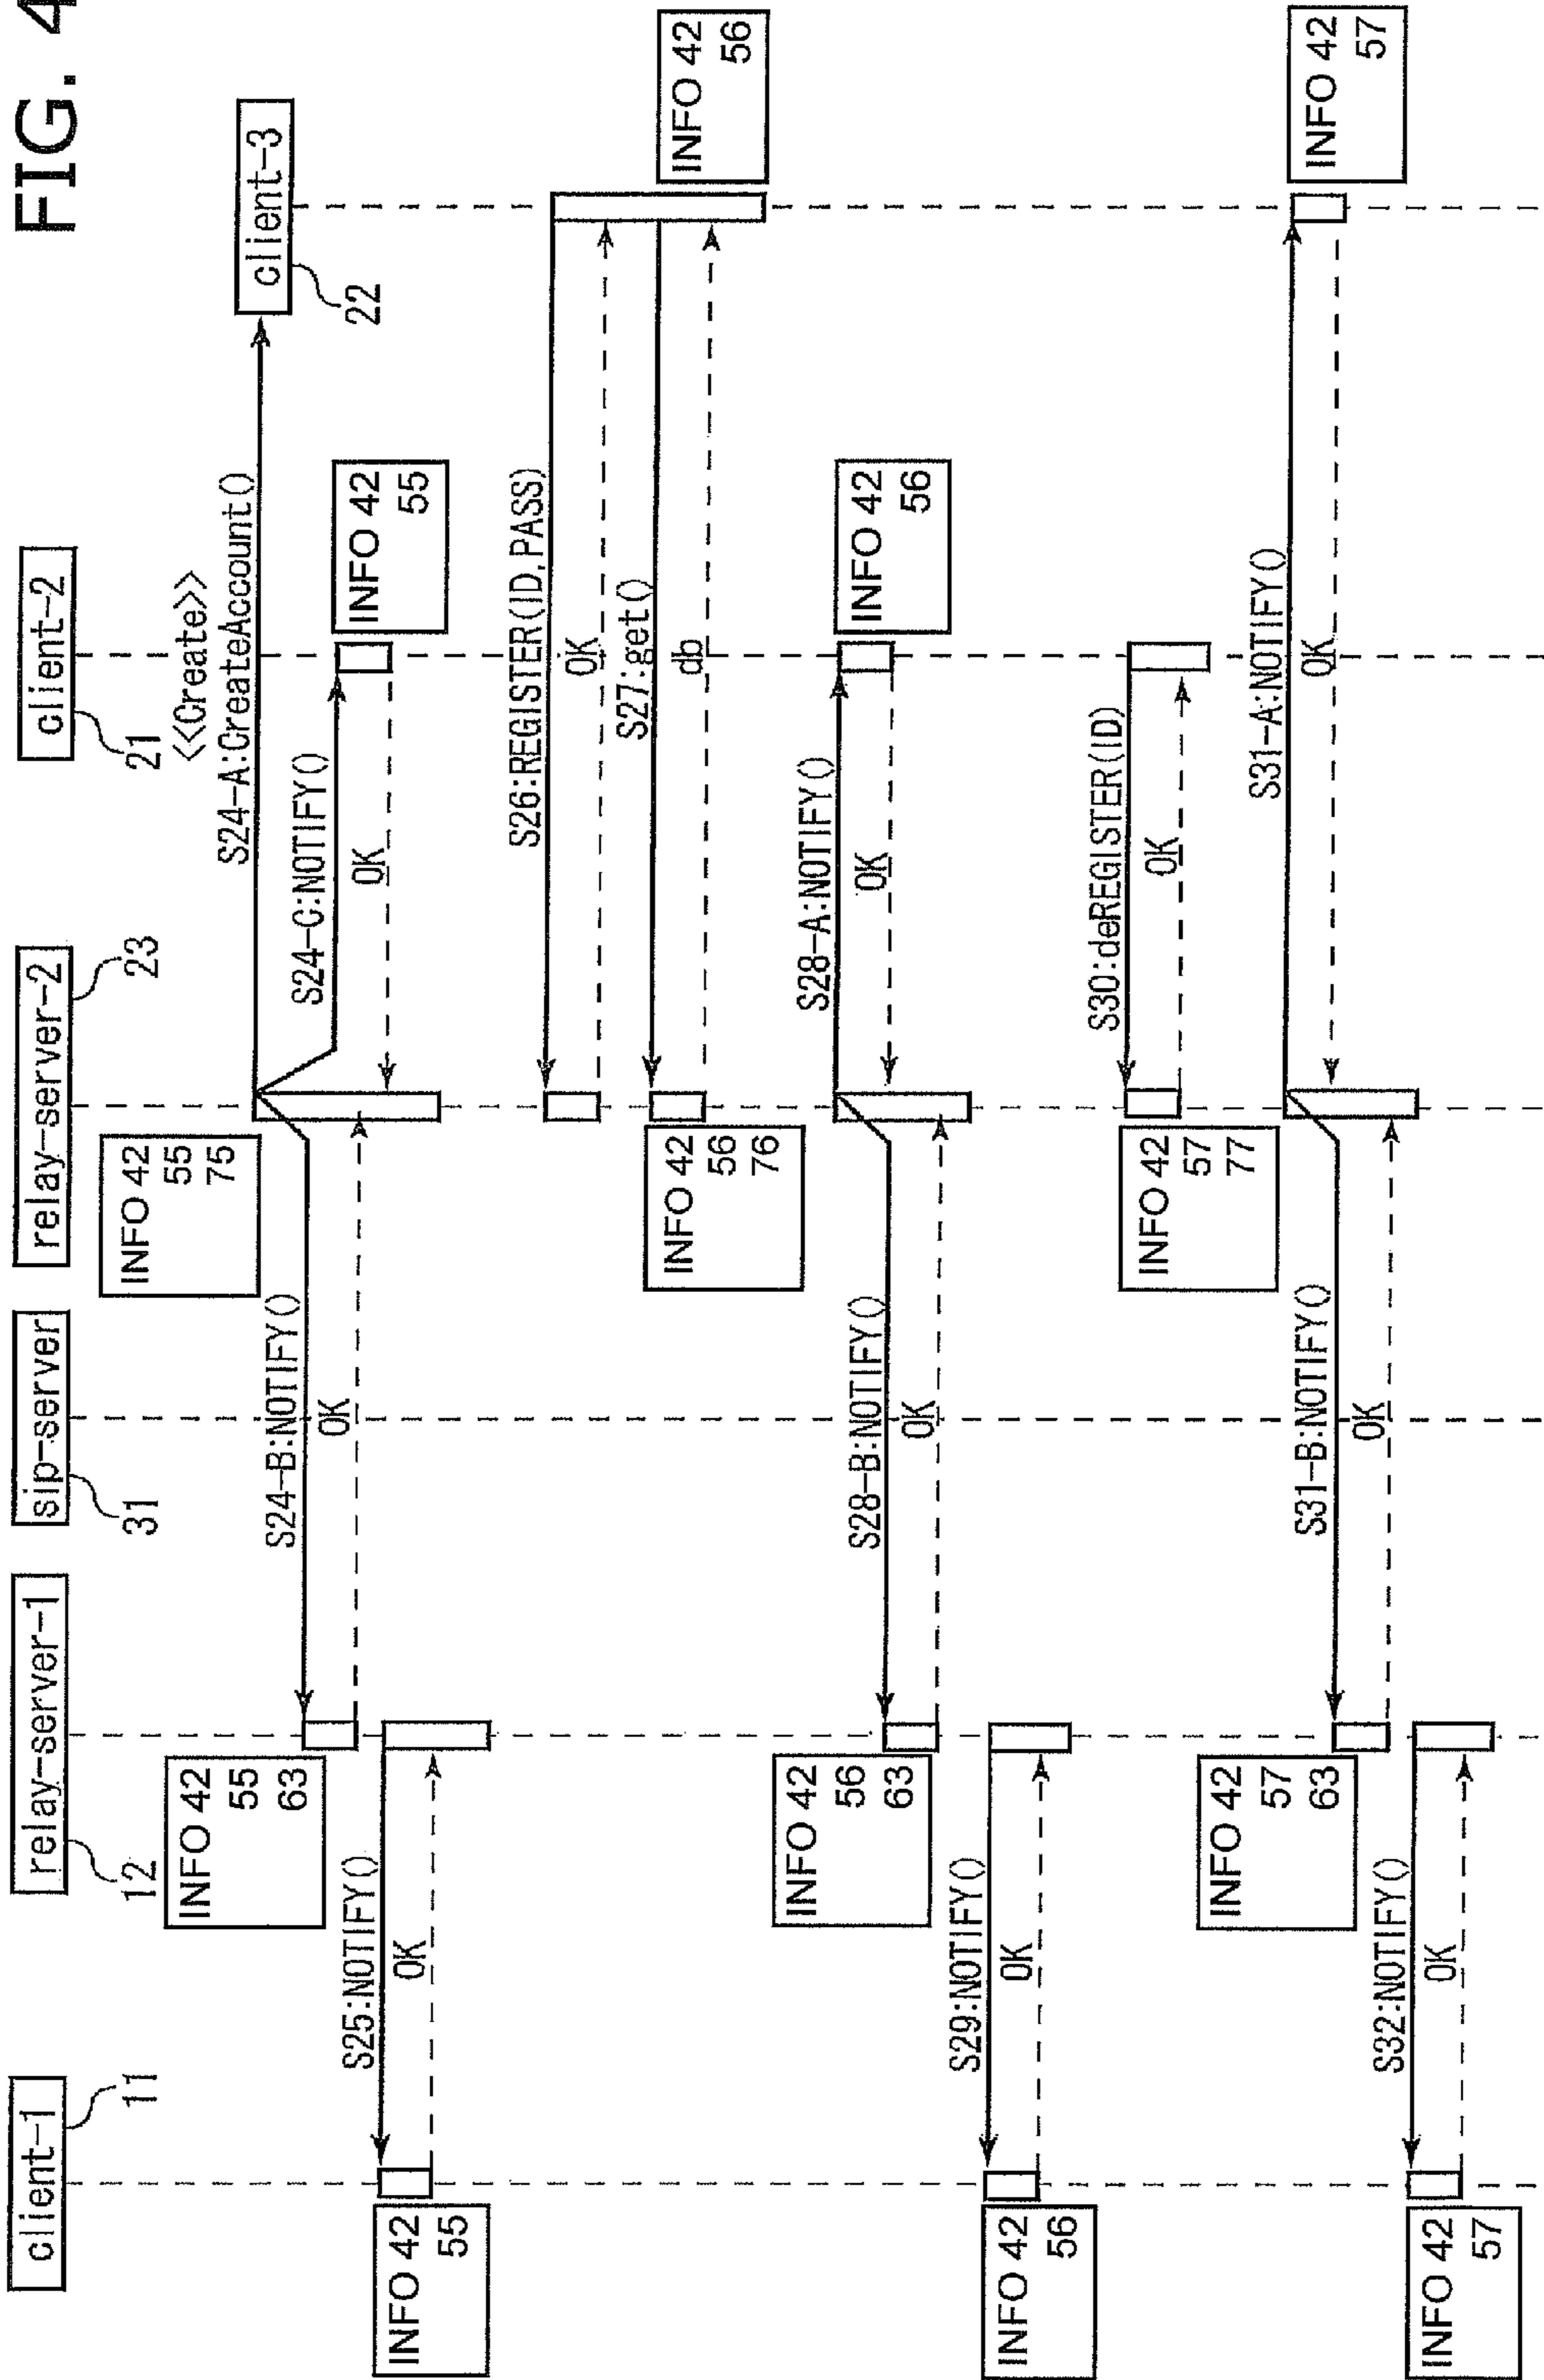 FIG. 4
client-1
11
relay-server-1
12
sip-server
31
relay-server-2
23
client-2
21
client-3
22
<<Create>>
S24-A:CreateAccount()
INFO 42
55
75
S24-B:NOTIFY()
OK
S24-C:NOTIFY()
OK
INFO 42
55
INFO 42
55
63
S25:NOTIFY()
OK
INFO 42
55
S26:REGISTER(ID,PASS)
OK
S27:get()
db
INFO 42
56
INFO 42
56
76
S28-A:NOTIFY()
OK
INFO 42
56
S28-B:NOTIFY()
OK
INFO 42
56
63
S29:NOTIFY()
OK
INFO 42
56
S30:deREGISTER(ID)
OK
INFO 42
57
77
S31-A:NOTIFY()
OK
INFO 42
57
S31-B:NOTIFY()
OK
INFO 42
57
63
S32:NOTIFY()
OK
INFO 42
57